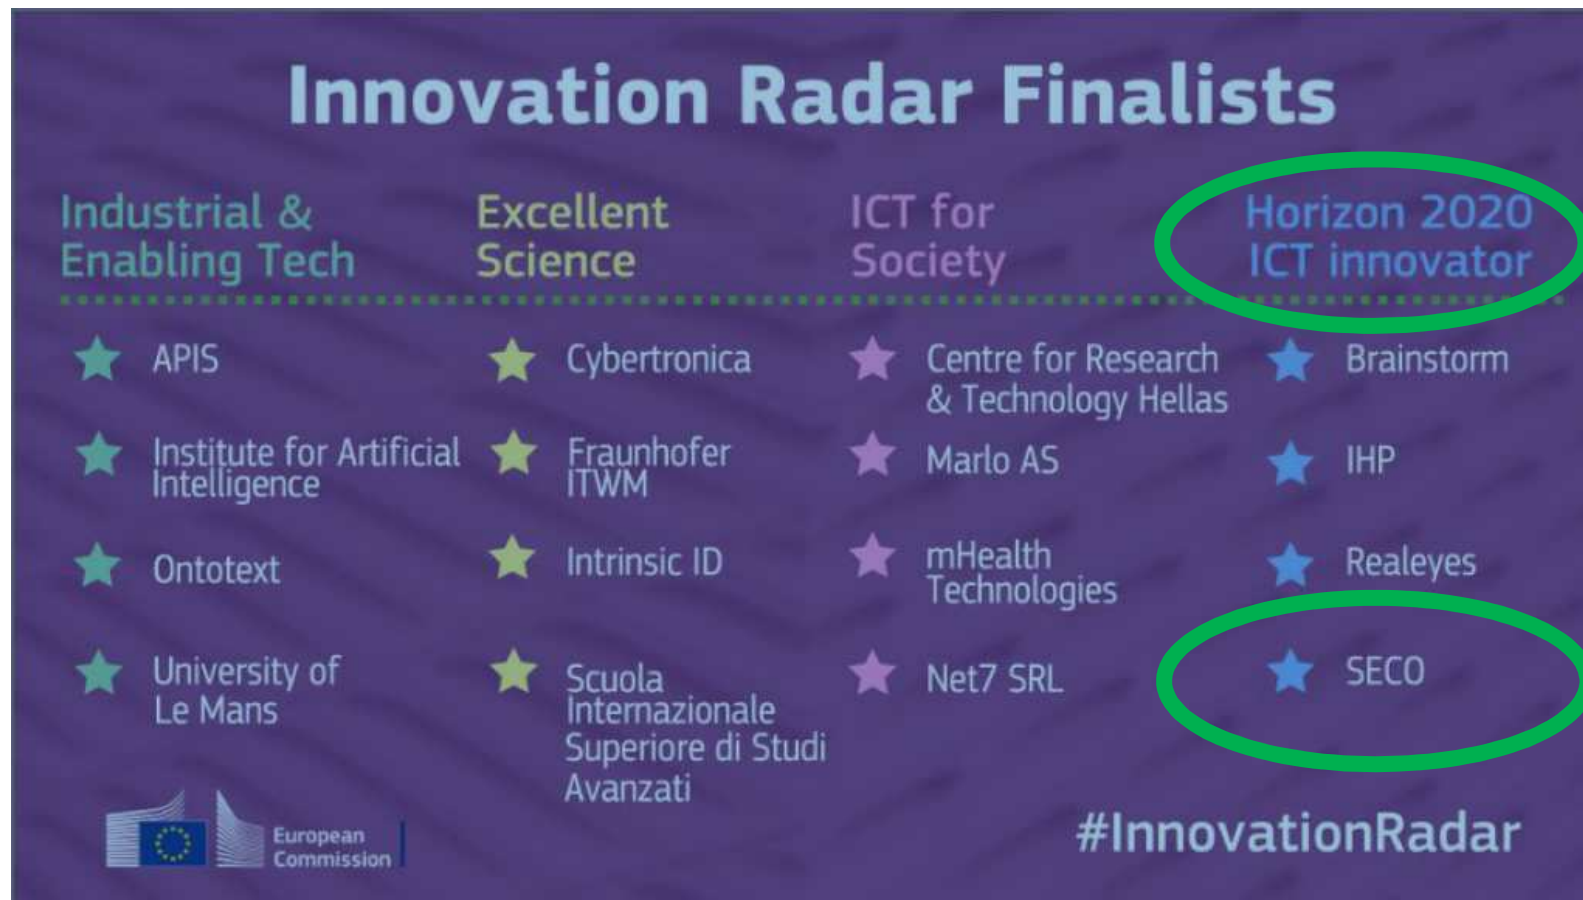 Innovation Radar Finalists
Industrial &
Enabling Tech
APIS
Institute for Artificial
Intelligence
Ontotext
University of
Le Mans
Excellent
Science
Cybertronica
Fraunhofer
ITWM
Intrinsic ID
Scuola
Internazionale
Superiore di Studi
Avanzati
ICT for
Society
Centre for Research
& Technology Hellas
Marlo AS
mHealth
Technologies
Net7 SRL
Horizon 2020
ICT innovator
Brainstorm
IHP
Realeyes
SECO
European
Commission
#InnovationRadar